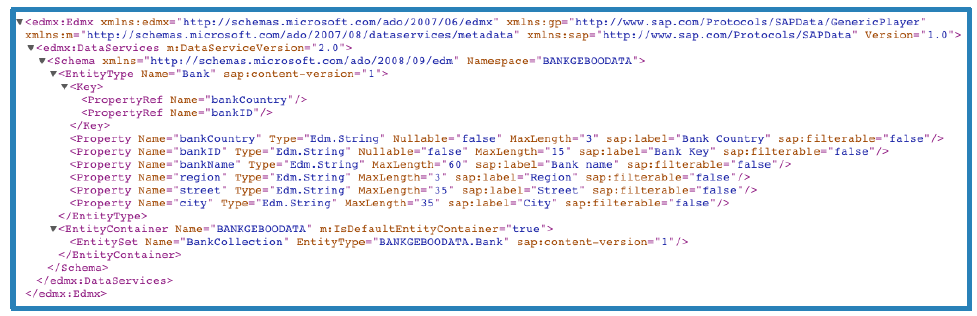 <edmx:Edmx xmlns:edmx="http://schemas.microsoft.com/ado/2007/06/edmx" xmlns:gp="http://www.sap.com/Protocols/SAPData/GenericPlayer"
xmlns:m="http://schemas.microsoft.com/ado/2007/08/dataservices/metadata" xmlns:sap="http://www.sap.com/Protocols/SAPData" Version="1.0">
<edmx:DataServices m:DataServiceVersion="2.0">
<Schema xmlns="http://schemas.microsoft.com/ado/2008/09/edm" Namespace="BANKGEBOODATA">
<EntityType Name="Bank" sap:content-version="1">
<Key>
<PropertyRef Name="bankCountry"/>
<PropertyRef Name="bankID"/>
</Key>
<Property Name="bankCountry" Type="Edm.String" Nullable="false" MaxLength="3" sap:label="Bank Country" sap:filterable="false"/>
<Property Name="bankID" Type="Edm.String" Nullable="false" MaxLength="15" sap:label="Bank Key" sap:filterable="false"/>
<Property Name="bankName" Type="Edm.String" MaxLength="60" sap:label="Bank name" sap:filterable="false"/>
<Property Name="region" Type="Edm.String" MaxLength="3" sap:label="Region" sap:filterable="false"/>
<Property Name="street" Type="Edm.String" MaxLength="35" sap:label="Street" sap:filterable="false"/>
<Property Name="city" Type="Edm.String" MaxLength="35" sap:label="City" sap:filterable="false"/>
</EntityType>
<EntityContainer Name="BANKGEBOODATA" m:IsDefaultEntityContainer="true">
<EntitySet Name="BankCollection" EntityType="BANKGEBOODATA.Bank" sap:content-version="1"/>
</EntityContainer>
</Schema>
</edmx:DataServices>
</edmx:Edmx>